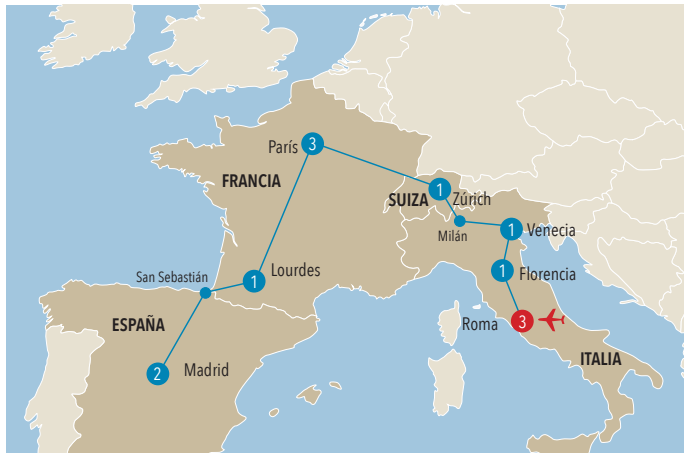 París
3
FRANCIA
1
Zúrich
SUIZA
Milán
1
Venecia
1
Florencia
San Sebastián
Lourdes
1
ESPAÑA
Roma
3
ITALIA
2
Madrid